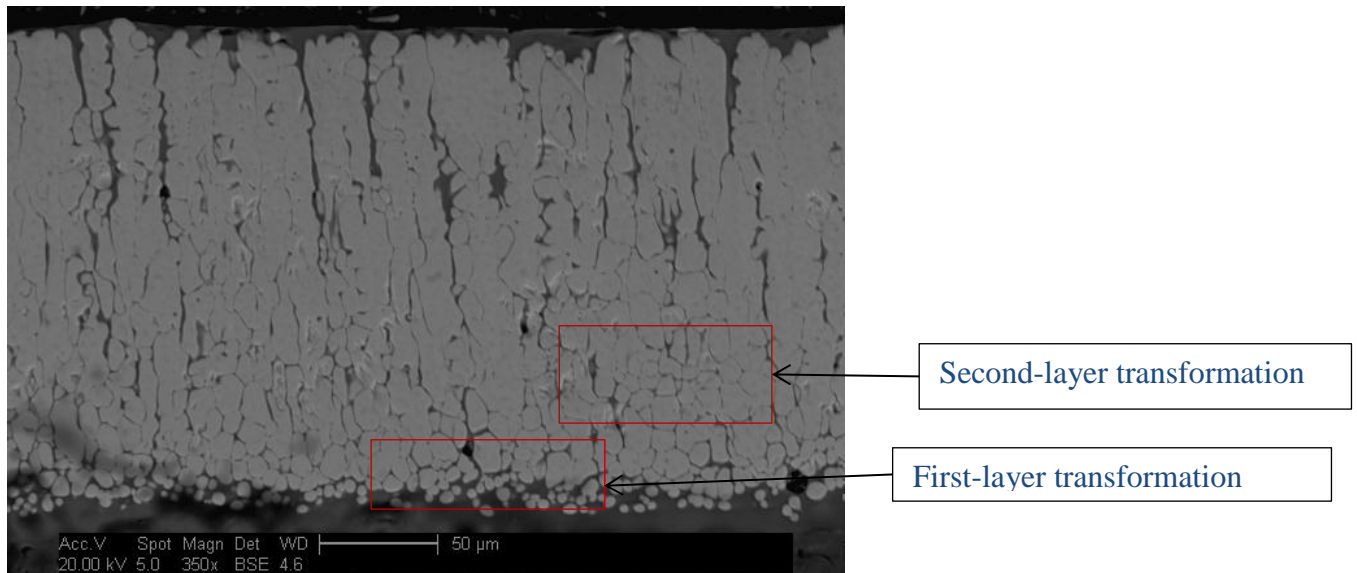 Second-layer transformation
First-layer transformation
Acc.V Spot Magn Det WD 50 µm
20.00 kV 5.0 350x BSE 4.6